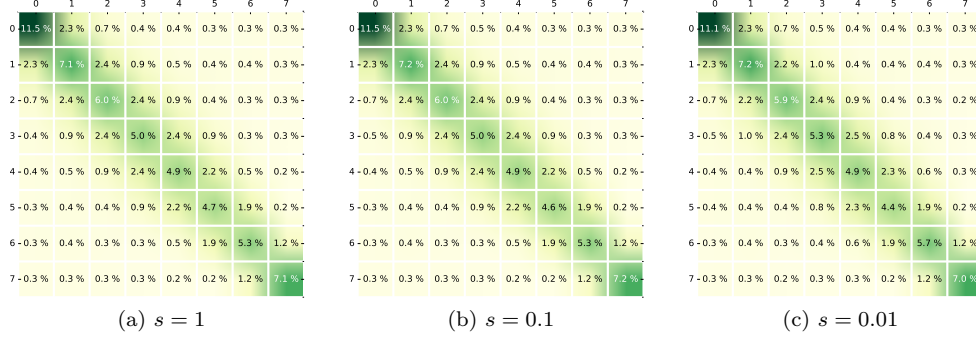 0 1 2 3 4 5 6 7
0 11.5 % 2.3 % 0.7 % 0.4 % 0.4 % 0.3 % 0.3 % 0.3 %
1 2.3 % 7.1 % 2.4 % 0.9 % 0.5 % 0.4 % 0.4 % 0.3 %
2 0.7 % 2.4 % 6.0 % 2.4 % 0.9 % 0.4 % 0.3 % 0.3 %
3 0.4 % 0.9 % 2.4 % 5.0 % 2.4 % 0.9 % 0.3 % 0.3 %
4 0.4 % 0.5 % 0.9 % 2.4 % 4.9 % 2.2 % 0.5 % 0.2 %
5 0.3 % 0.4 % 0.4 % 0.9 % 2.2 % 4.7 % 1.9 % 0.2 %
6 0.3 % 0.4 % 0.3 % 0.3 % 0.5 % 1.9 % 5.3 % 1.2 %
7 0.3 % 0.3 % 0.3 % 0.3 % 0.2 % 0.2 % 1.2 % 7.1 %
(a) s = 1
0 1 2 3 4 5 6 7
0 11.5 % 2.3 % 0.7 % 0.5 % 0.4 % 0.3 % 0.3 % 0.3 %
1 2.3 % 7.2 % 2.4 % 0.9 % 0.5 % 0.4 % 0.4 % 0.3 %
2 0.7 % 2.4 % 6.0 % 2.4 % 0.9 % 0.4 % 0.3 % 0.3 %
3 0.5 % 0.9 % 2.4 % 5.0 % 2.4 % 0.9 % 0.3 % 0.3 %
4 0.4 % 0.5 % 0.9 % 2.4 % 4.9 % 2.2 % 0.5 % 0.2 %
5 0.3 % 0.4 % 0.4 % 0.9 % 2.2 % 4.6 % 1.9 % 0.2 %
6 0.3 % 0.4 % 0.3 % 0.3 % 0.5 % 1.9 % 5.3 % 1.2 %
7 0.3 % 0.3 % 0.3 % 0.3 % 0.2 % 0.2 % 1.2 % 7.2 %
(b) s = 0.1
0 1 2 3 4 5 6 7
0 11.1 % 2.3 % 0.7 % 0.5 % 0.4 % 0.3 % 0.3 % 0.3 %
1 2.3 % 7.2 % 2.2 % 1.0 % 0.4 % 0.4 % 0.4 % 0.3 %
2 0.7 % 2.2 % 5.9 % 2.4 % 0.9 % 0.4 % 0.3 % 0.2 %
3 0.5 % 1.0 % 2.4 % 5.3 % 2.5 % 0.8 % 0.4 % 0.3 %
4 0.4 % 0.4 % 0.9 % 2.5 % 4.9 % 2.3 % 0.6 % 0.2 %
5 0.3 % 0.4 % 0.4 % 0.8 % 2.3 % 4.4 % 1.9 % 0.2 %
6 0.3 % 0.4 % 0.3 % 0.4 % 0.6 % 1.9 % 5.7 % 1.2 %
7 0.3 % 0.3 % 0.2 % 0.3 % 0.2 % 0.2 % 1.2 % 7.0 %
(c) s = 0.01